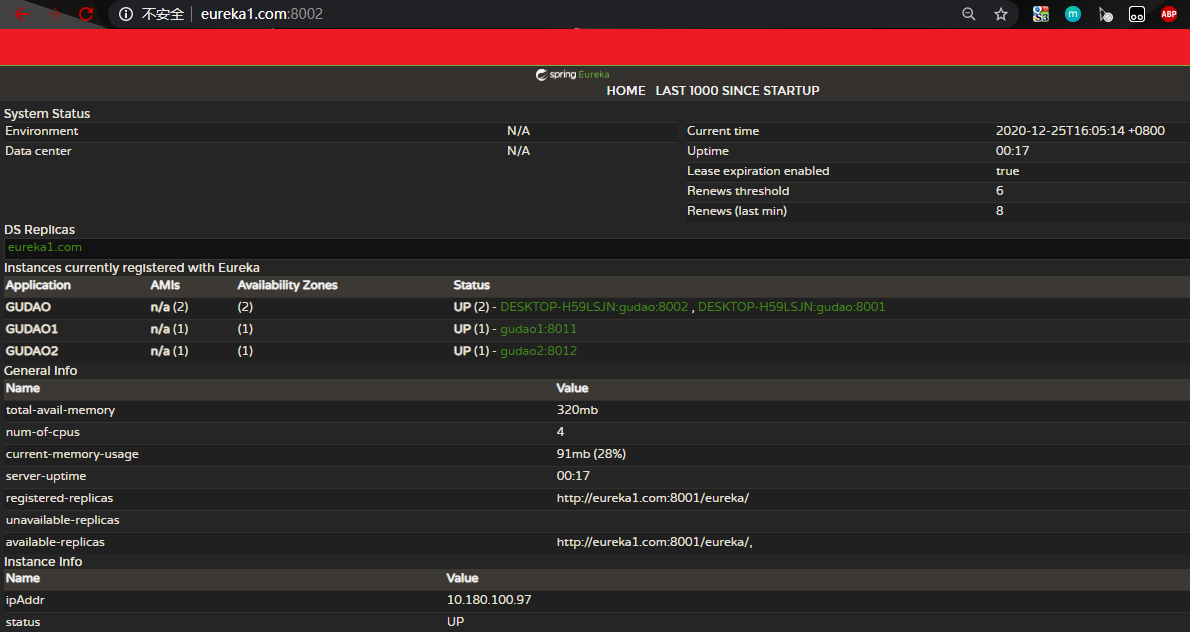 不安全 eureka1.com:8002
spring Eureka
HOME LAST 1000 SINCE STARTUP
System Status
Environment N/A Current time 2020-12-25T16:05:14 +0800
Data center N/A Uptime 00:17
Lease expiration enabled true
Renews threshold 6
Renews (last min) 8
DS Replicas
eureka1.com
Instances currently registered with Eureka
Application AMIs Availability Zones Status
GUDAO n/a (2) (2) UP (2) - DESKTOP-H59LSJN:gudao:8002 , DESKTOP-H59LSJN:gudao:8001
GUDAO1 n/a (1) (1) UP (1) - gudao1:8011
GUDAO2 n/a (1) (1) UP (1) - gudao2:8012
General Info
Name Value
total-avail-memory 320mb
num-of-cpus 4
current-memory-usage 91mb (28%)
server-uptime 00:17
registered-replicas http://eureka1.com:8001/eureka/
unavailable-replicas
available-replicas http://eureka1.com:8001/eureka/,
Instance Info
Name Value
ipAddr 10.180.100.97
status UP